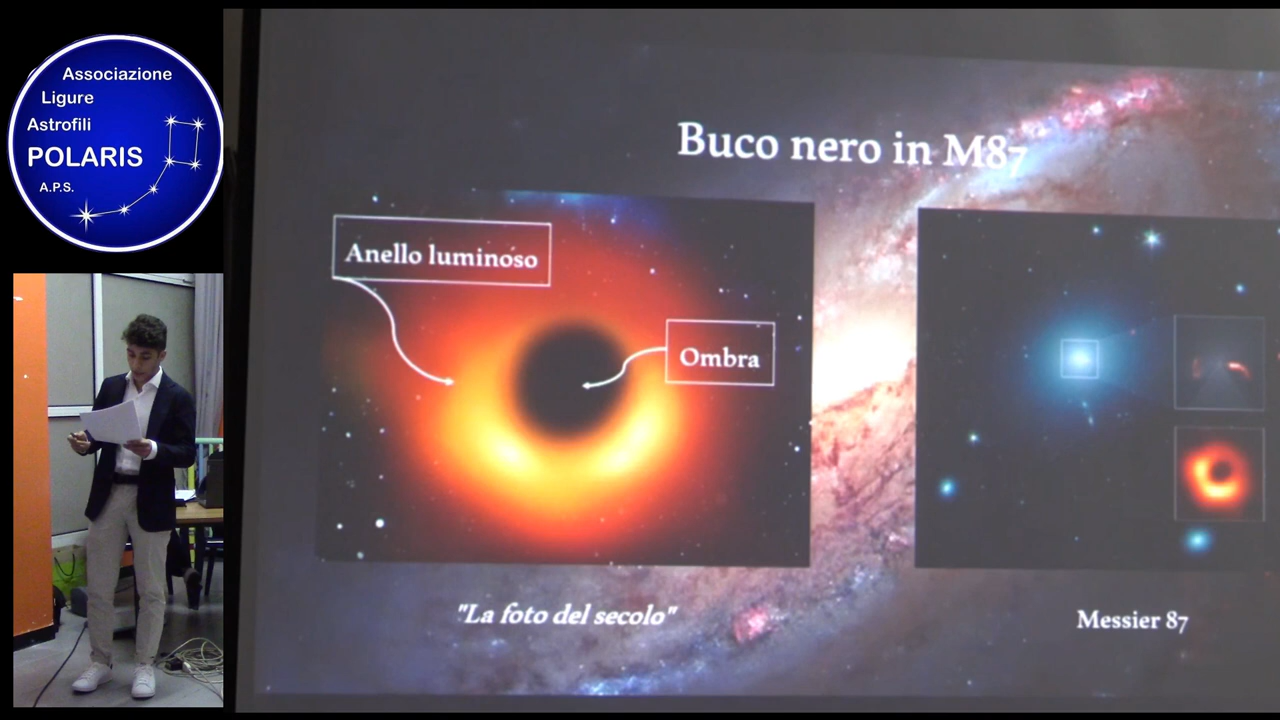 Associazione
Ligure
Astrofili
POLARIS
A.P.S.
Buco nero in M87
Anello luminoso
Ombra
"La foto del secolo"
Messier 87